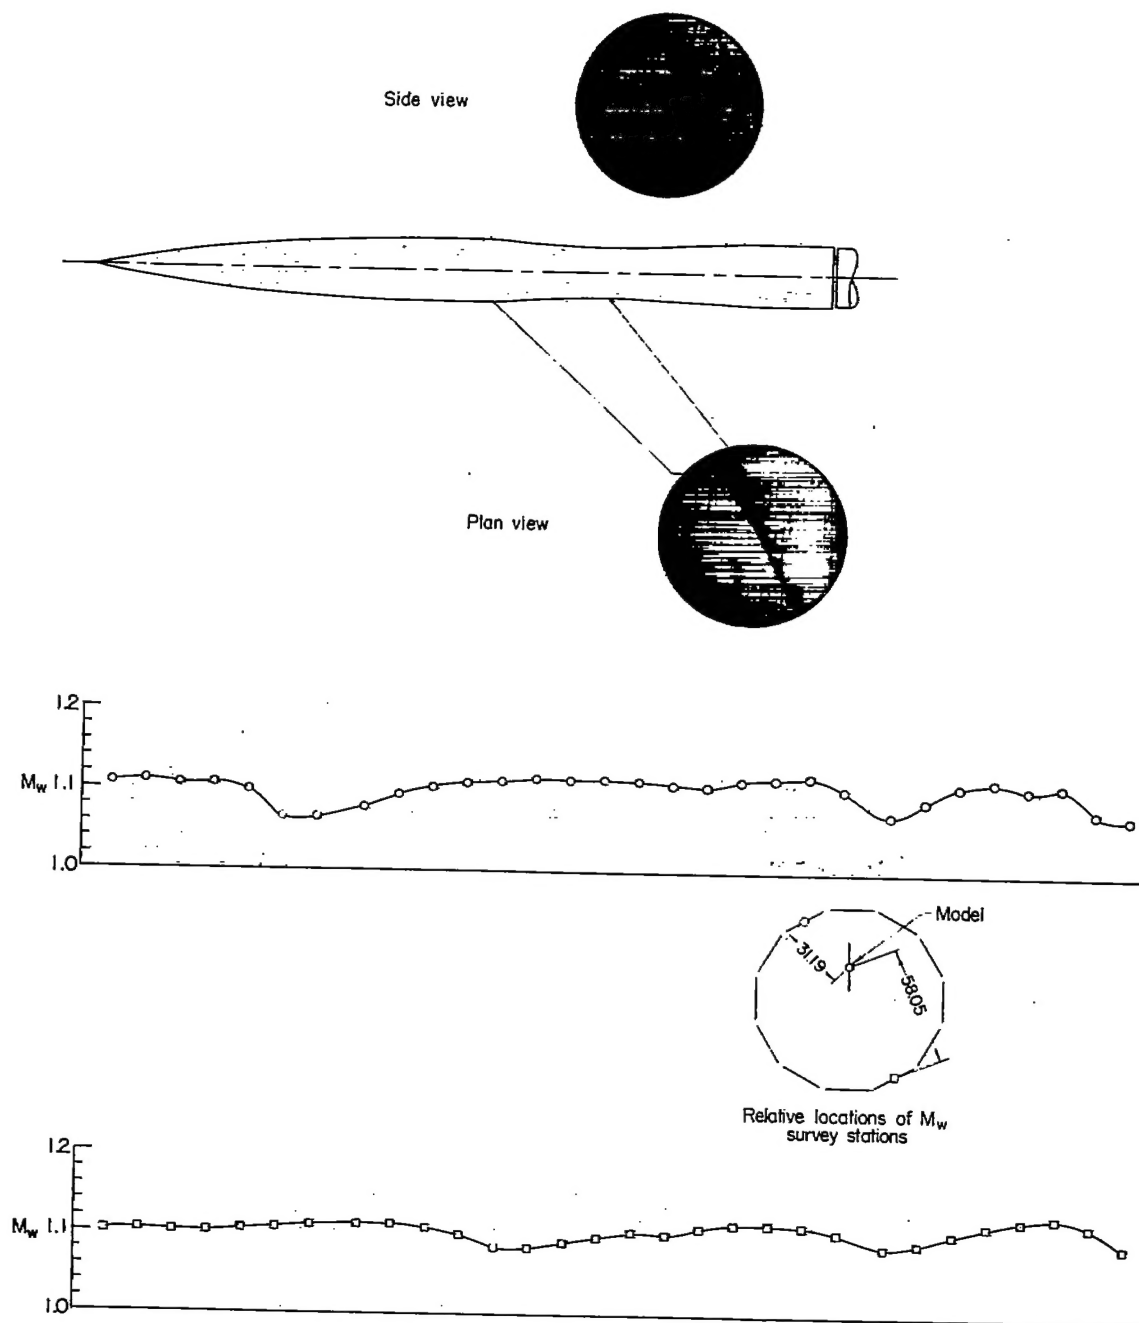 Side view
Plan view
1.2
M_w 1.1
1.0
Model
31.19
58.05
Relative locations of M_w
survey stations
1.2
M_w 1.1
1.0